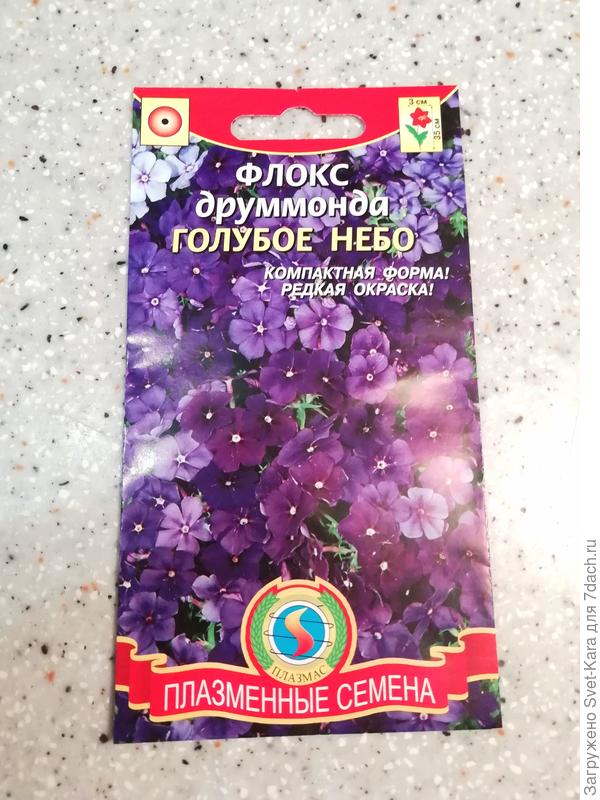 3 см
35 см
ФЛОКС
друммонда
ГОЛУБОЕ НЕБО
КОМПАКТНАЯ ФОРМА!
РЕДКАЯ ОКРАСКА!
ПЛАЗМАС
ПЛАЗМЕННЫЕ СЕМЕНА
Загружено Svet-Kara для 7dach.ru